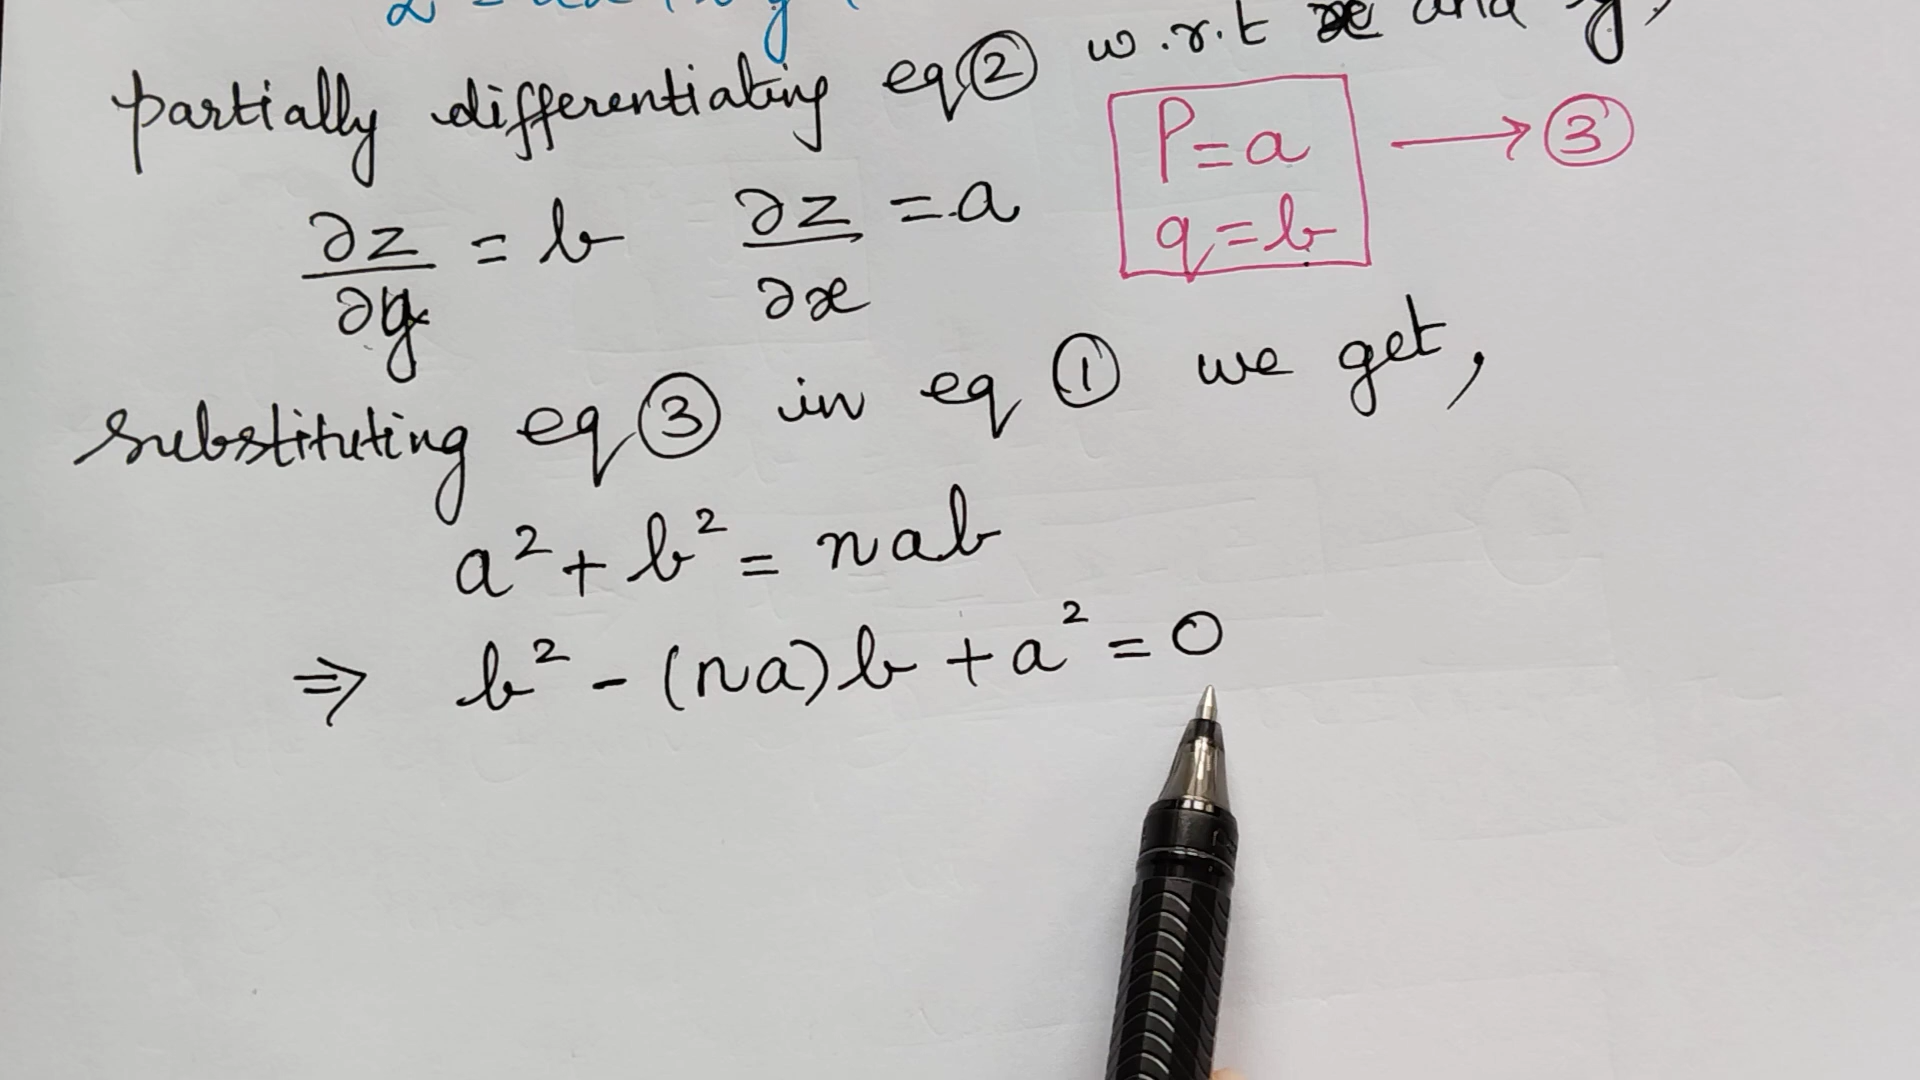 partially differentiating eq ② w.r.t x and y,
∂z/∂y = b ∂z/∂x = a
P = a → ③
q = b
substituting eq ③ in eq ① we get,
a² + b² = nab
⇒ b² - (na)b + a² = 0